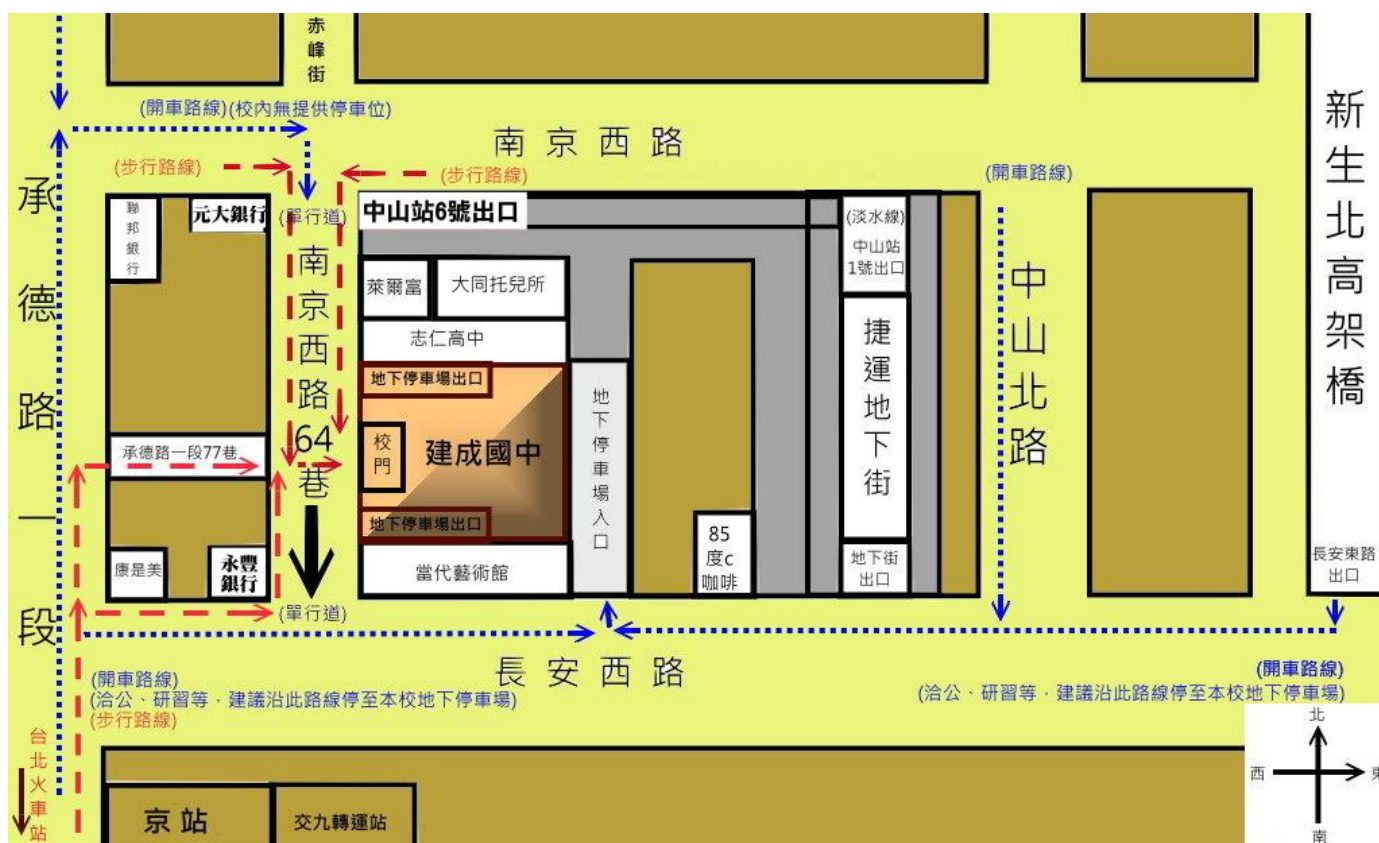 赤峰街
(開車路線)(校內無提供停車位)
南京西路
(步行路線)
(步行路線)
(開車路線)
新生北高架橋
承德路一段
聯邦銀行
元大銀行
(單行道)
中山站6號出口
(淡水線)
中山站
1號出口
南京西路64巷
萊爾富
大同托兒所
中山北路
志仁高中
捷運地下街
地下停車場出口
地下停車場入口
校門
建成國中
承德路一段77巷
地下停車場出口
85
度c
咖啡
康是美
永豐
銀行
當代藝術館
地下街
出口
長安東路
出口
(單行道)
長安西路
(開車路線)
(洽公、研習等，建議沿此路線停至本校地下停車場)
(步行路線)
(開車路線)
(洽公、研習等，建議沿此路線停至本校地下停車場)
台北火車站
京站
交九轉運站
北
西
東
南